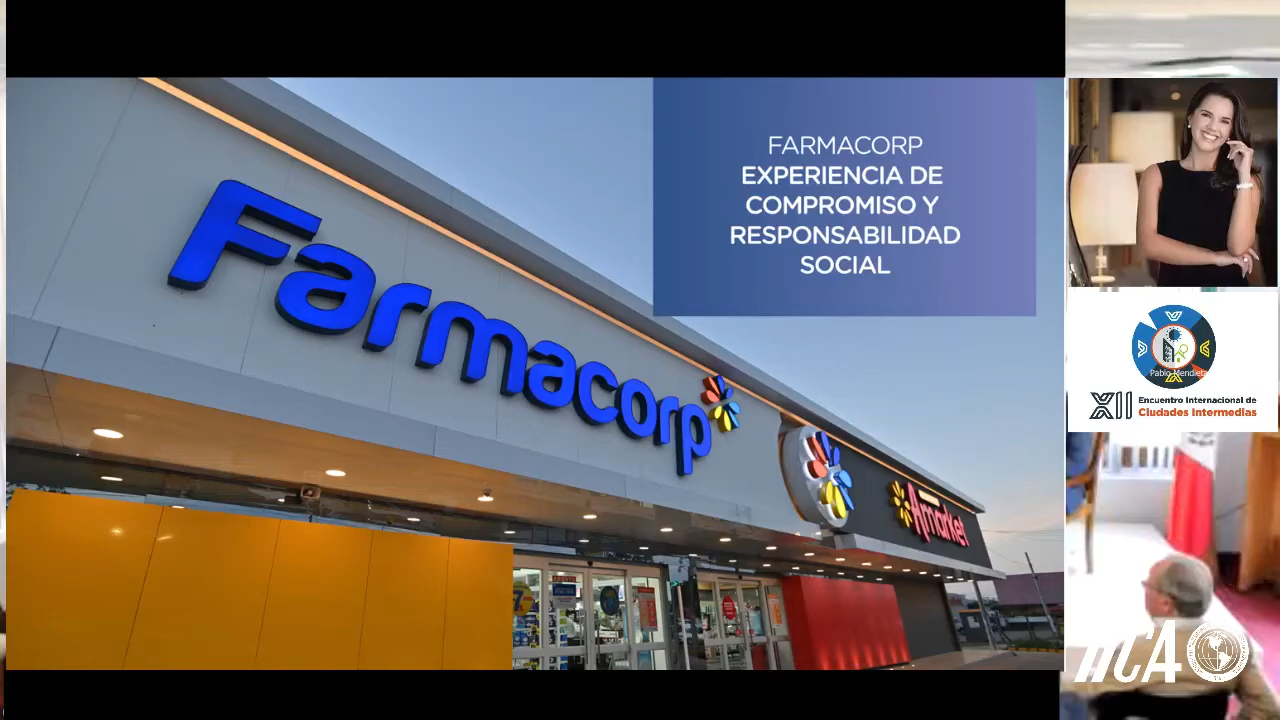 FARMACORP
EXPERIENCIA DE
COMPROMISO Y
RESPONSABILIDAD
SOCIAL
Farmacorp
Amarket
Pablo Mendieta
XII Encuentro Internacional de
Ciudades Intermedias
IICA